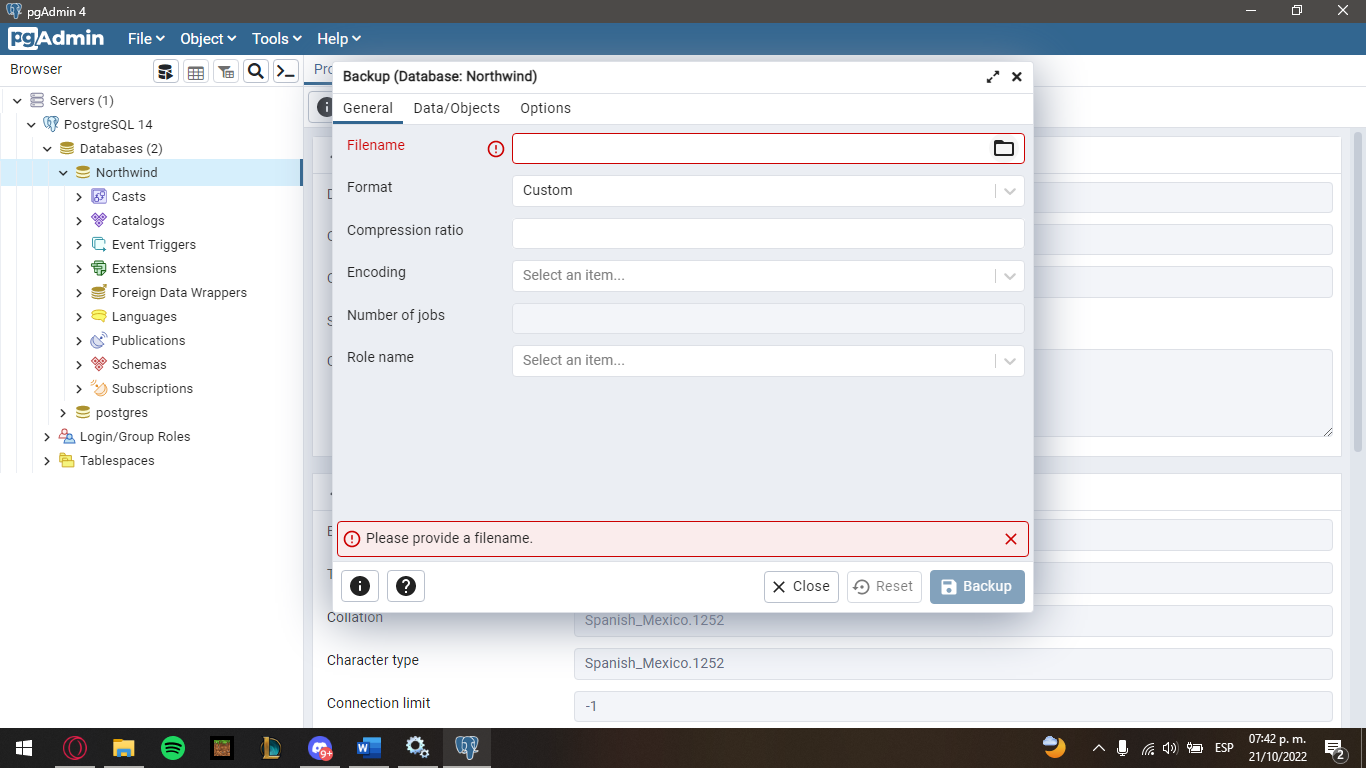 pgAdmin 4
pgAdmin File Object Tools Help
Browser
Servers (1)
PostgreSQL 14
Databases (2)
Northwind
Casts
Catalogs
Event Triggers
Extensions
Foreign Data Wrappers
Languages
Publications
Schemas
Subscriptions
postgres
Login/Group Roles
Tablespaces
Backup (Database: Northwind)
General Data/Objects Options
Filename
Format Custom
Compression ratio
Encoding Select an item...
Number of jobs
Role name Select an item...
Please provide a filename.
Close Reset Backup
Collation Spanish_Mexico.1252
Character type Spanish_Mexico.1252
Connection limit -1
9+
ESP
07:42 p. m.
21/10/2022
2